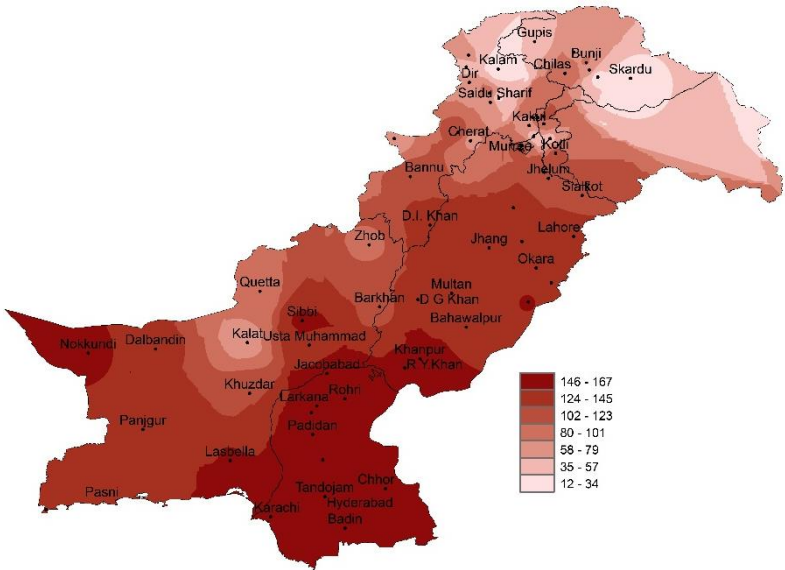 Gupis
Kalam
Bunji
Chilas
Skardu
Dir
Saidu Sharif
Kakul
Cherat
Kotli
Bannu
Jhelum
Sialkot
D.I. Khan
Zhob
Lahore
Jhang
Okara
Quetta
Multan
Barkhan
D G Khan
Sibbi
Bahawalpur
Kalat
Usta Muhammad
Nokkundi
Dalbandin
Khanpur
R.Y.Khan
Jacobabad
Khuzdar
Rohri
Larkana
Panjgur
Padidan
Lasbella
Chhor
Pasni
Tandojam
Hyderabad
Karachi
Badin
146 - 167
124 - 145
102 - 123
80 - 101
58 - 79
35 - 57
12 - 34